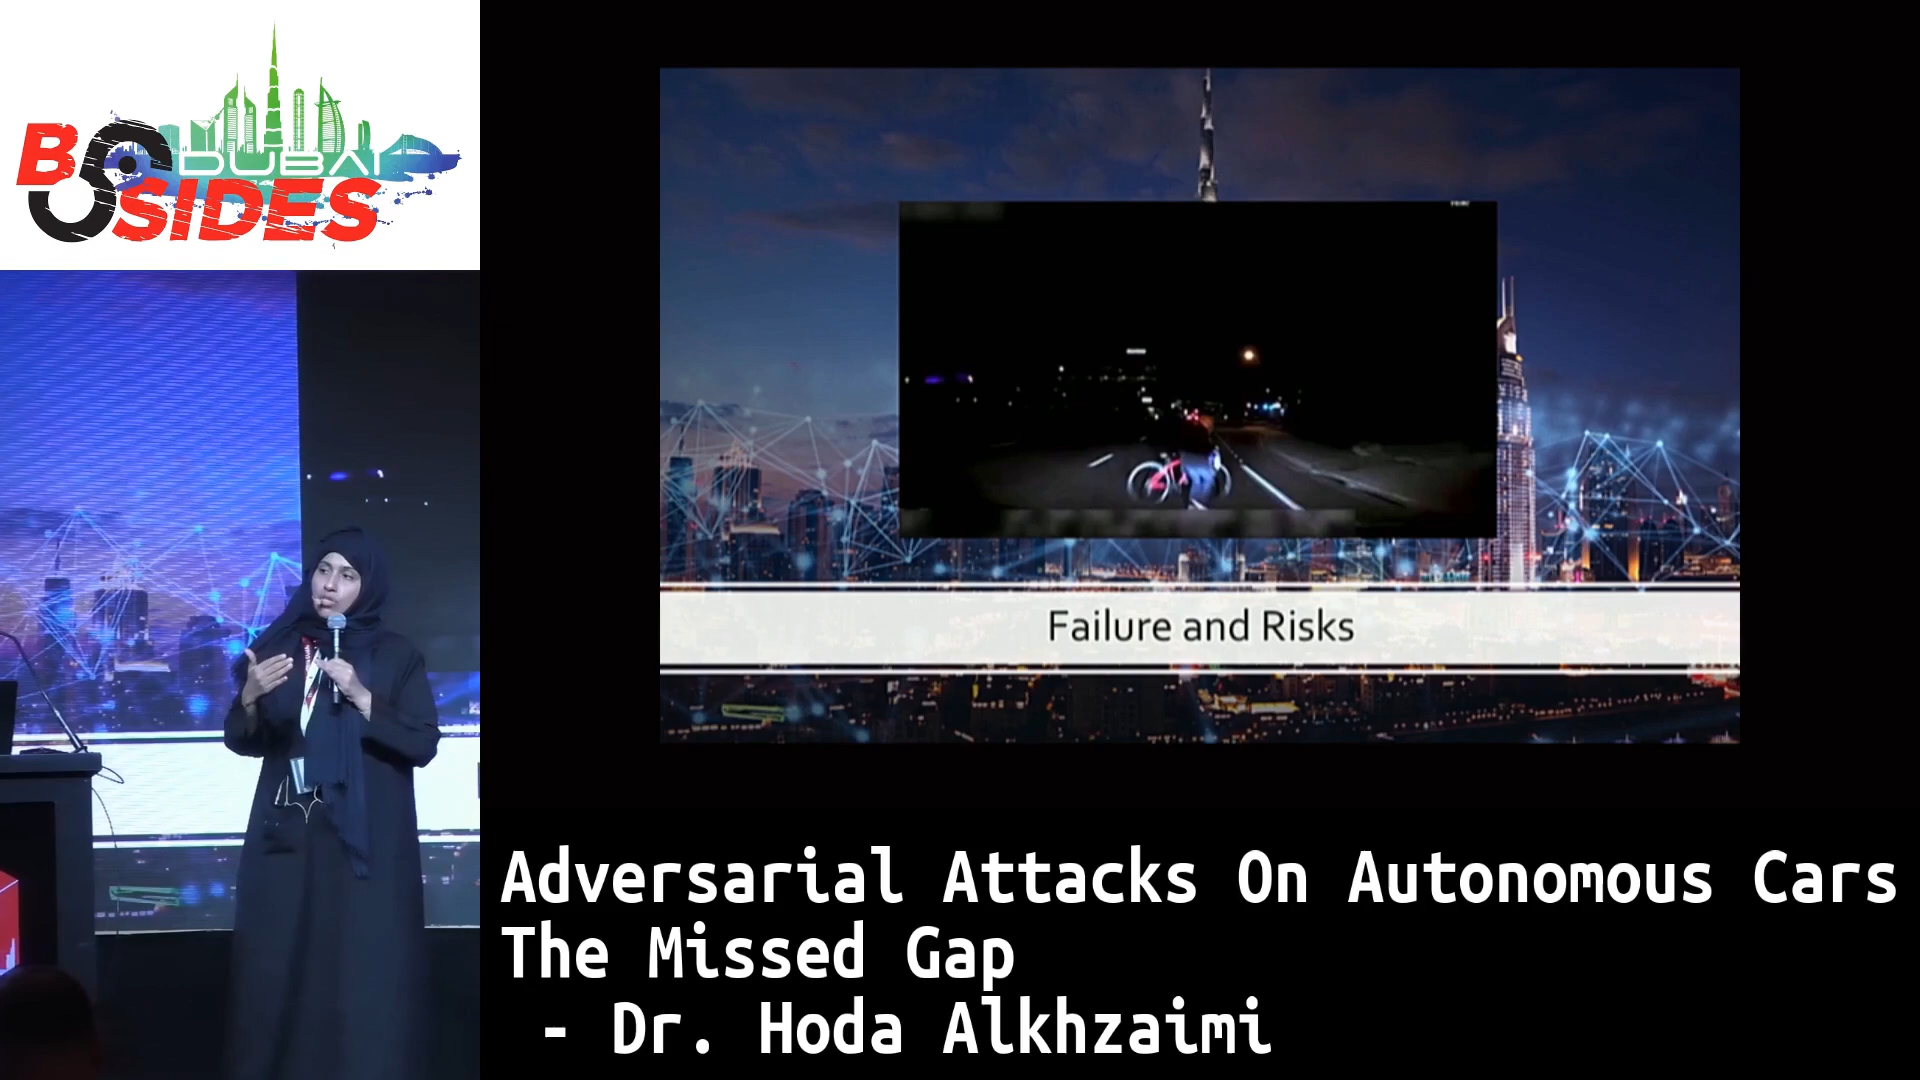 BSIDES
DUBAI
Failure and Risks
Adversarial Attacks On Autonomous Cars
The Missed Gap
- Dr. Hoda Alkhzaimi